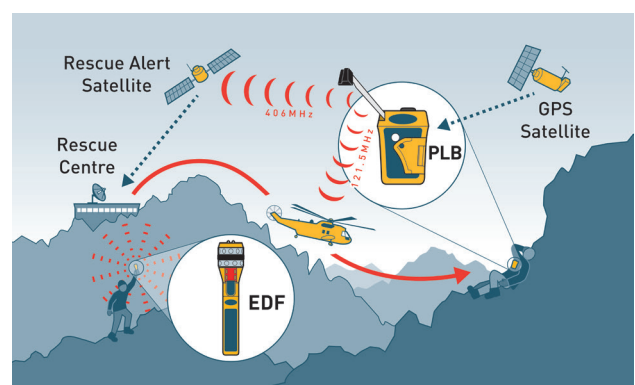 Rescue Alert
Satellite
406MHz
GPS
Satellite
PLB
121.5MHz
Rescue
Centre
EDF